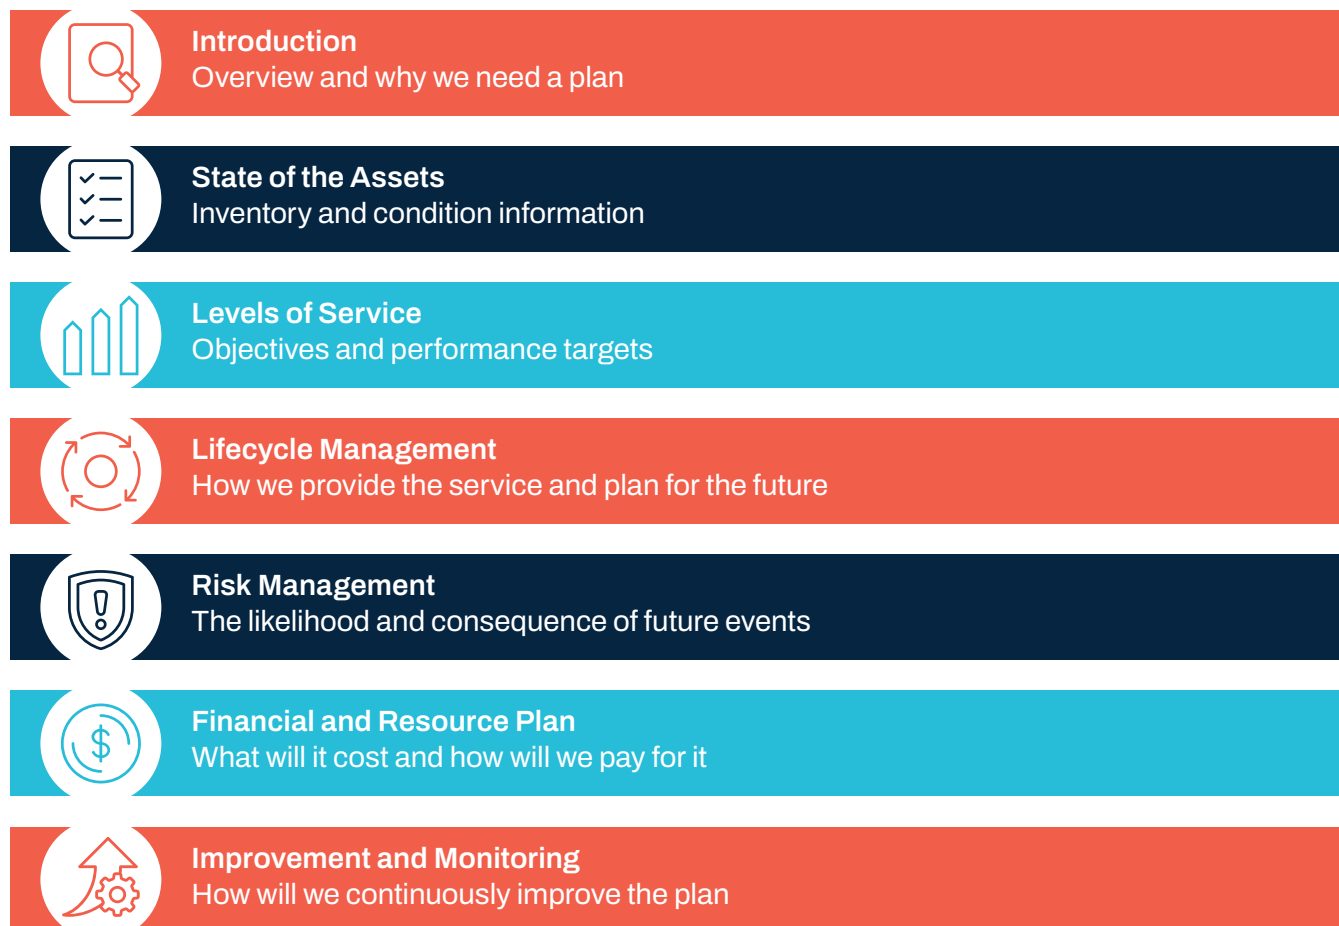 Introduction
Overview and why we need a plan
State of the Assets
Inventory and condition information
Levels of Service
Objectives and performance targets
Lifecycle Management
How we provide the service and plan for the future
Risk Management
The likelihood and consequence of future events
Financial and Resource Plan
What will it cost and how will we pay for it
Improvement and Monitoring
How will we continuously improve the plan